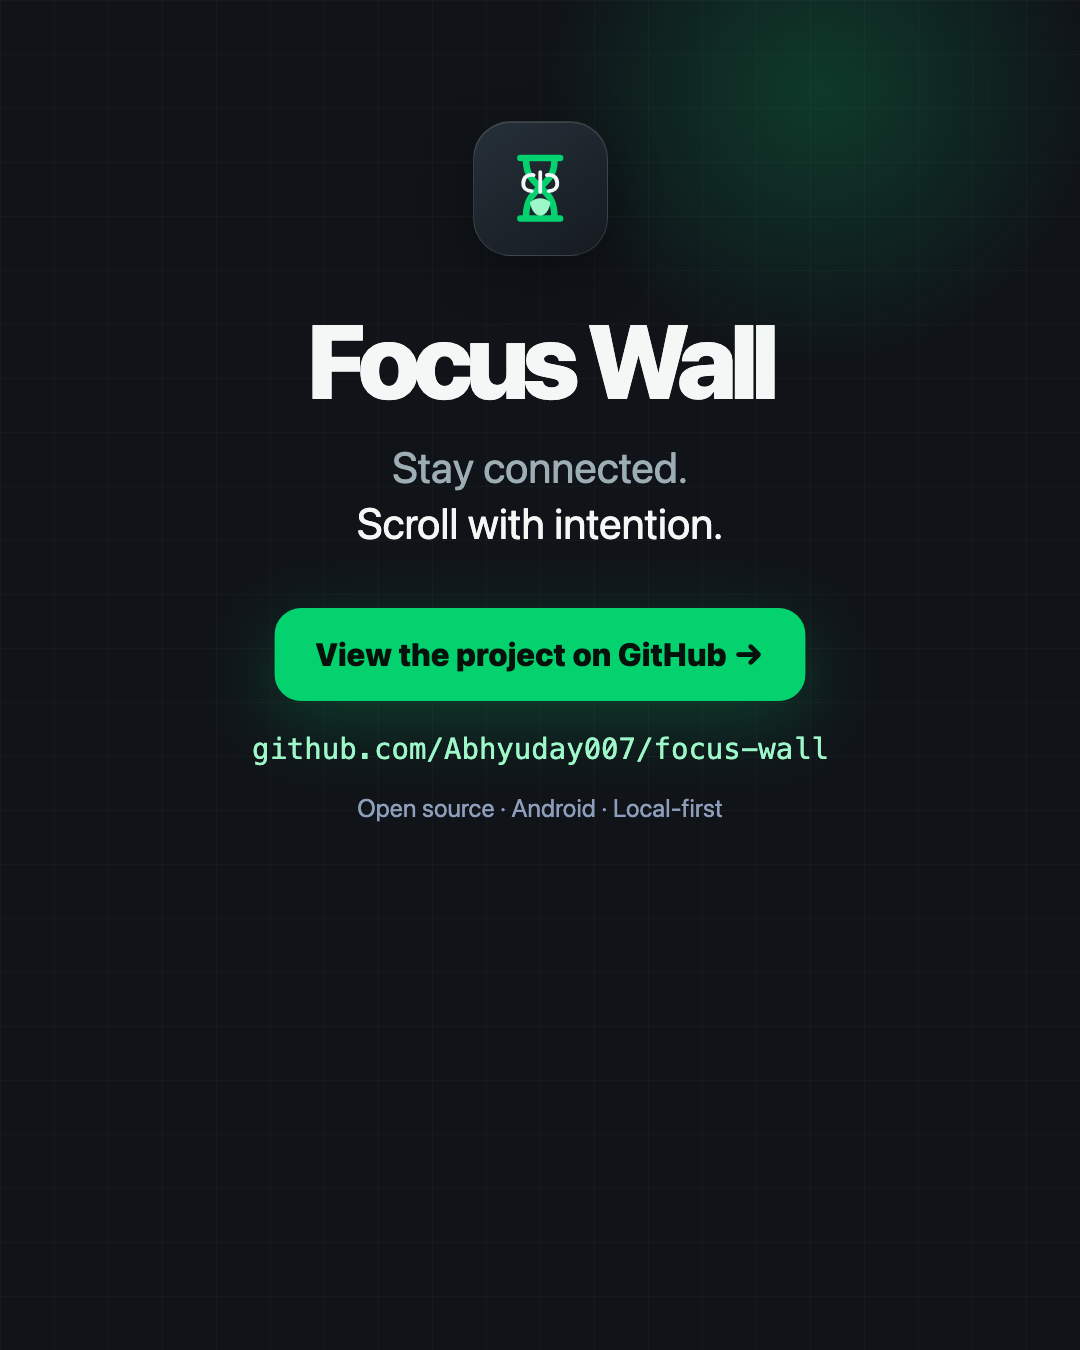 Focus Wall
Stay connected.
Scroll with intention.
View the project on GitHub →
github.com/Abhyuday007/focus-wall
Open source · Android · Local-first